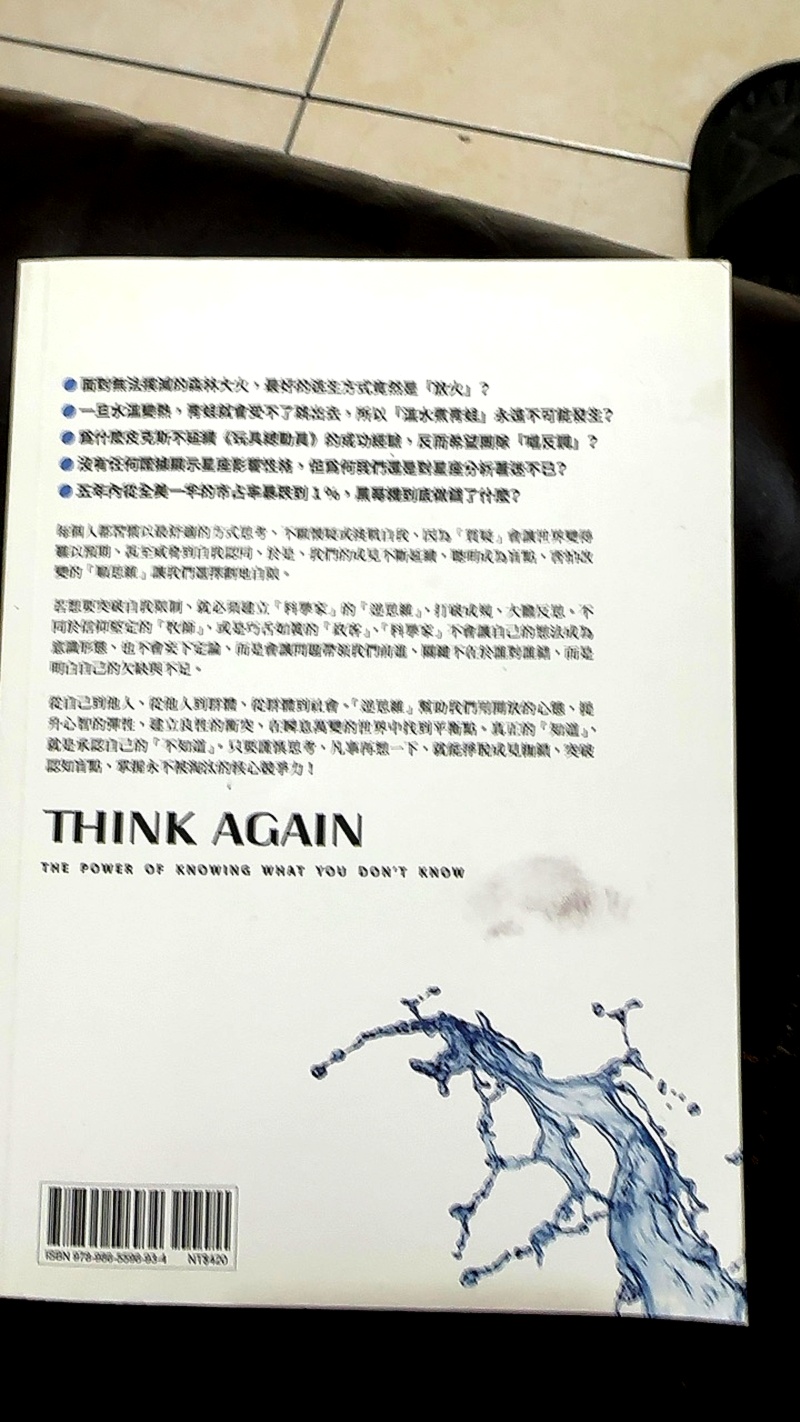 面對無法撲滅的森林大火，最好的逃生方式竟然是「放火」？
一旦水溫變熱，青蛙就會受不了跳出去，所以「溫水煮青蛙」永遠不可能發生？
為什麼皮克斯不延續《玩具總動員》的成功經驗，反而希望團隊「唱反調」？
沒有任何證據顯示星座影響性格，但為何我們還是對星座分析著迷不已？
五年內從全美一半的市占率暴跌到1%，黑莓機到底做錯了什麼？
每個人都習慣以最舒適的方式思考，不願懷疑或挑戰自我，因為「質疑」會讓世界變得
難以預期，甚至威脅到自我認同。於是，我們的成見不斷延續，聰明成為盲點，害怕改
變的「順思維」讓我們選擇劃地自限。
若想要突破自我限制，就必須建立「科學家」的「逆思維」，打破成規、大膽反思。不
同於信仰堅定的「牧師」，或是巧舌如簧的「政客」，「科學家」不會讓自己的想法成為
意識形態，也不會妄下定論，而是會讓問題帶領我們前進。關鍵不在於誰對誰錯，而是
明白自己的欠缺與不足。
從自己到他人、從他人到群體、從群體到社會，「逆思維」幫助我們 開放的心態、提
升心智的彈性、建立良性的衝突，在瞬息萬變的世界中找到平衡點。真正的「知道」，
就是承認自己的「不知道」。只要謹慎思考、凡事再想一下，就能掙脫成見枷鎖、突破
認知盲點，掌握永不被淘汰的核心競爭力！
THINK AGAIN
THE POWER OF KNOWING WHAT YOU DON'T KNOW
ISBN 978-986-5596-93-4 NT$420